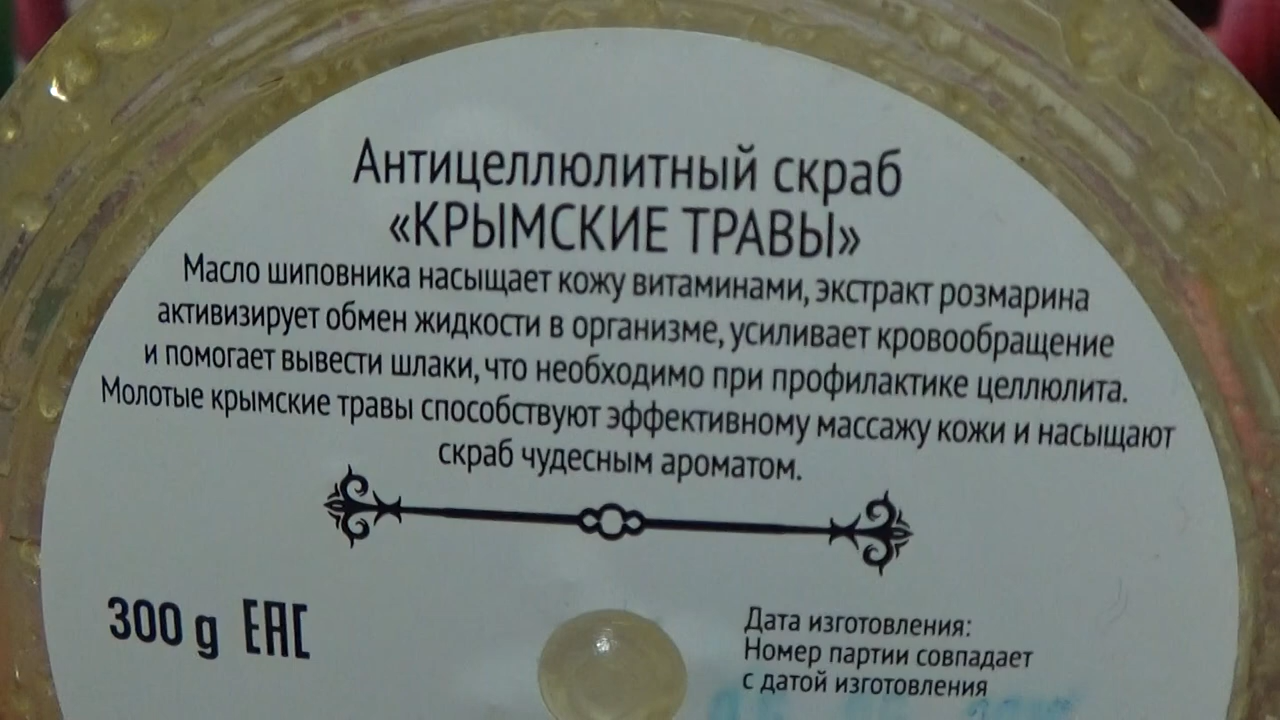 Антицеллюлитный скраб
«КРЫМСКИЕ ТРАВЫ»
Масло шиповника насыщает кожу витаминами, экстракт розмарина
активизирует обмен жидкости в организме, усиливает кровообращение
и помогает вывести шлаки, что необходимо при профилактике целлюлита.
Молотые крымские травы способствуют эффективному массажу кожи и насыщают
скраб чудесным ароматом.
300 g EAC
Дата изготовления:
Номер партии совпадает
с датой изготовления